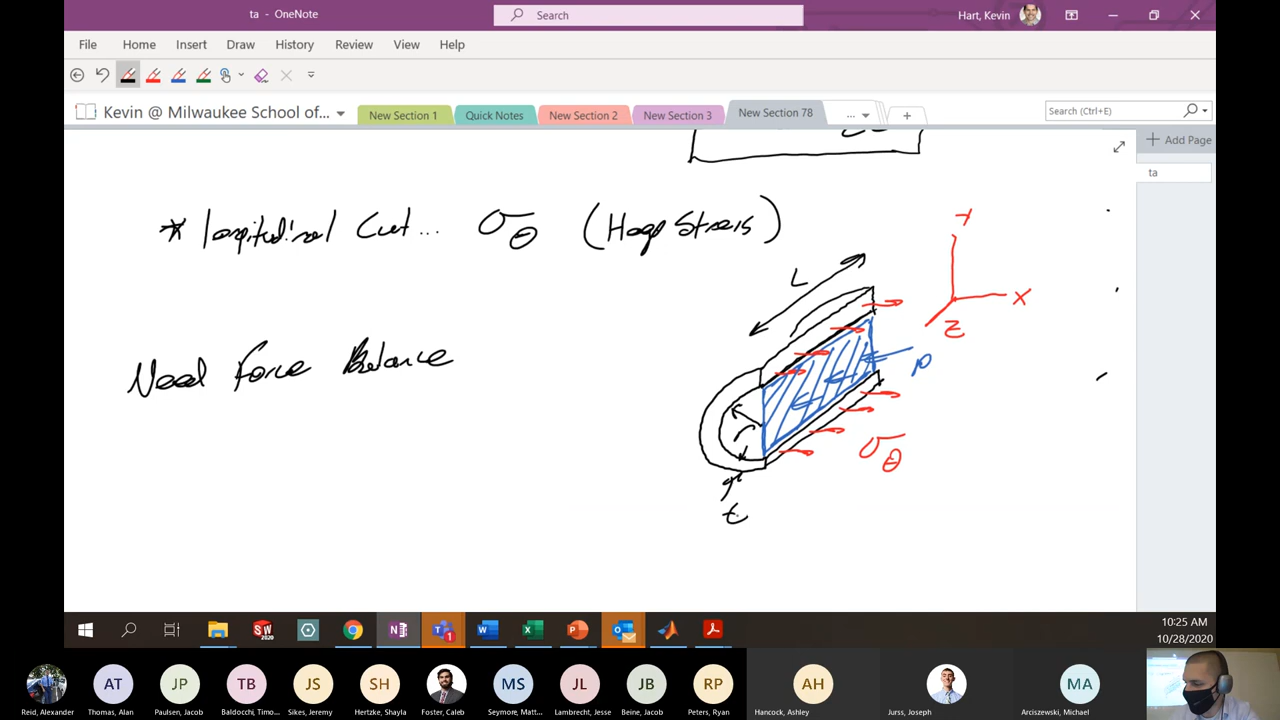 ta - OneNote
Search
Hart, Kevin
File Home Insert Draw History Review View Help
Kevin @ Milwaukee School of...
New Section 1
Quick Notes
New Section 2
New Section 3
New Section 78
...
Search (Ctrl+E)
Add Page
ta
* Longitudinal Cut... σθ (Hoop Stress)
Y
L
X
Z
Need Force Balance
p
r
σθ
t
10:25 AM
10/28/2020
SW
2020
1
Reid, Alexander
AT
Thomas, Alan
JP
Paulsen, Jacob
TB
Baldocchi, Timo...
JS
Sikes, Jeremy
SH
Hertzke, Shayla
Foster, Caleb
MS
Seymore, Matt...
JL
Lambrecht, Jesse
JB
Beine, Jacob
RP
Peters, Ryan
AH
Hancock, Ashley
Jurss, Joseph
MA
Arciszewski, Michael